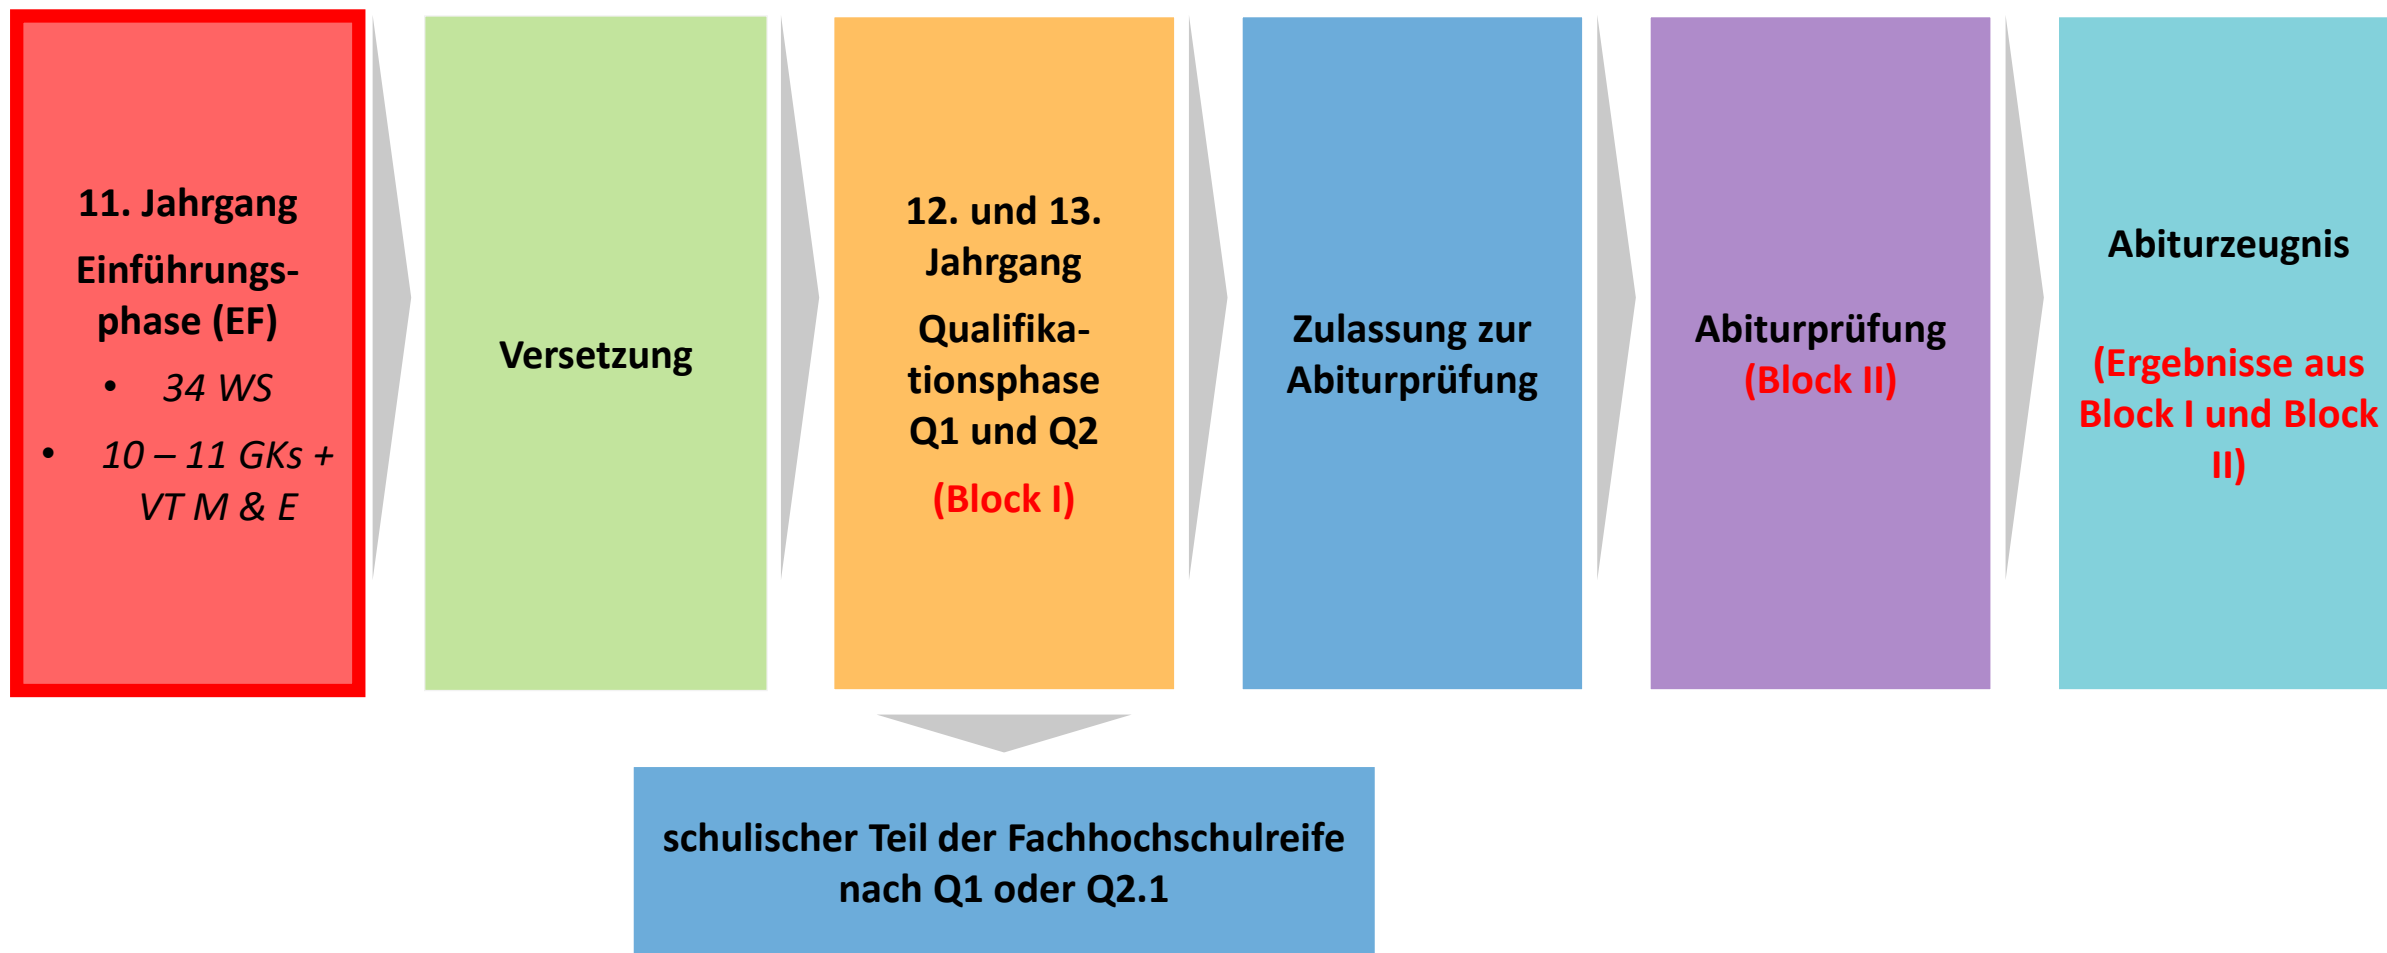 11. Jahrgang
Einführungs-
phase (EF)
• 34 WS
• 10 – 11 GKs +
VT M & E
Versetzung
12. und 13.
Jahrgang
Qualifika-
tionsphase
Q1 und Q2
(Block I)
Zulassung zur
Abiturprüfung
Abiturprüfung
(Block II)
Abiturzeugnis
(Ergebnisse aus
Block I und Block
II)
schulischer Teil der Fachhochschulreife
nach Q1 oder Q2.1